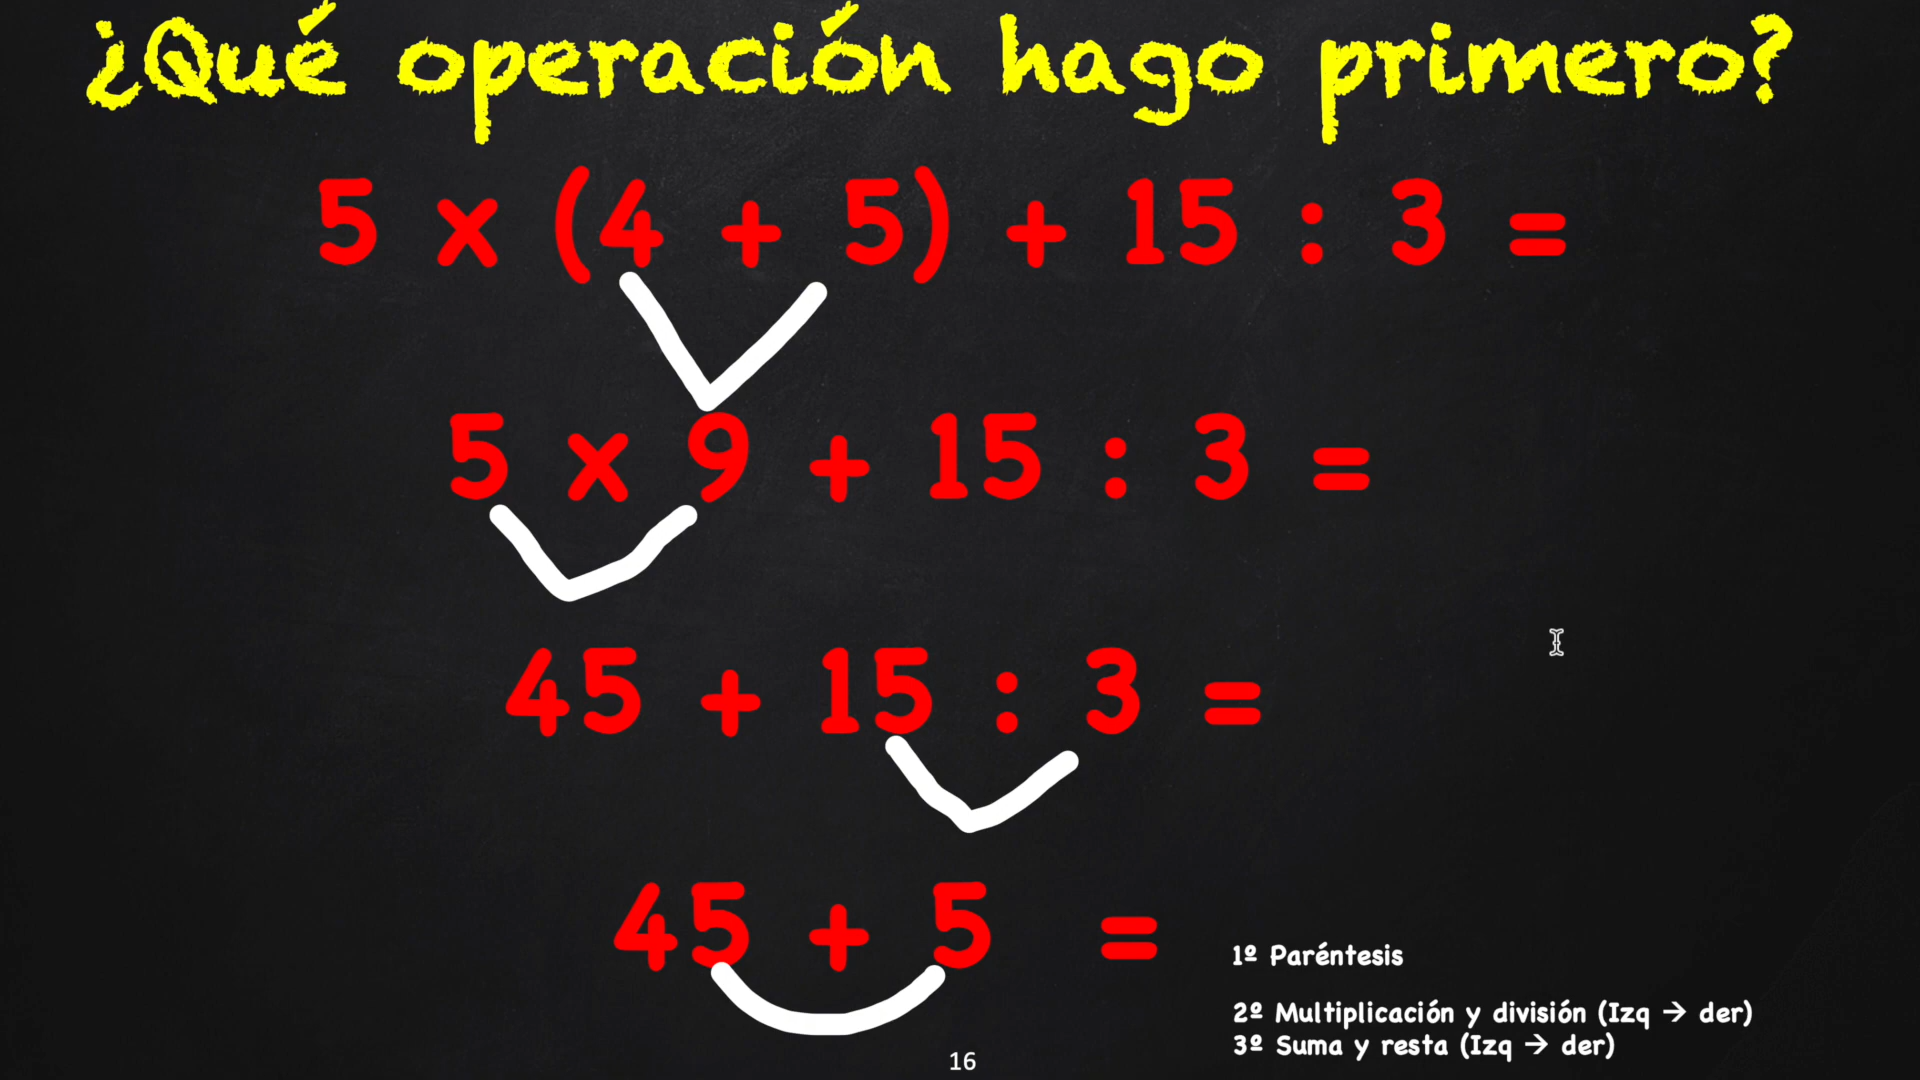 ¿Qué operación hago primero?
5 x (4 + 5) + 15 : 3 =
5 x 9 + 15 : 3 =
45 + 15 : 3 =
45 + 5 =
1º Paréntesis
2º Multiplicación y división (Izq → der)
3º Suma y resta (Izq → der)
16